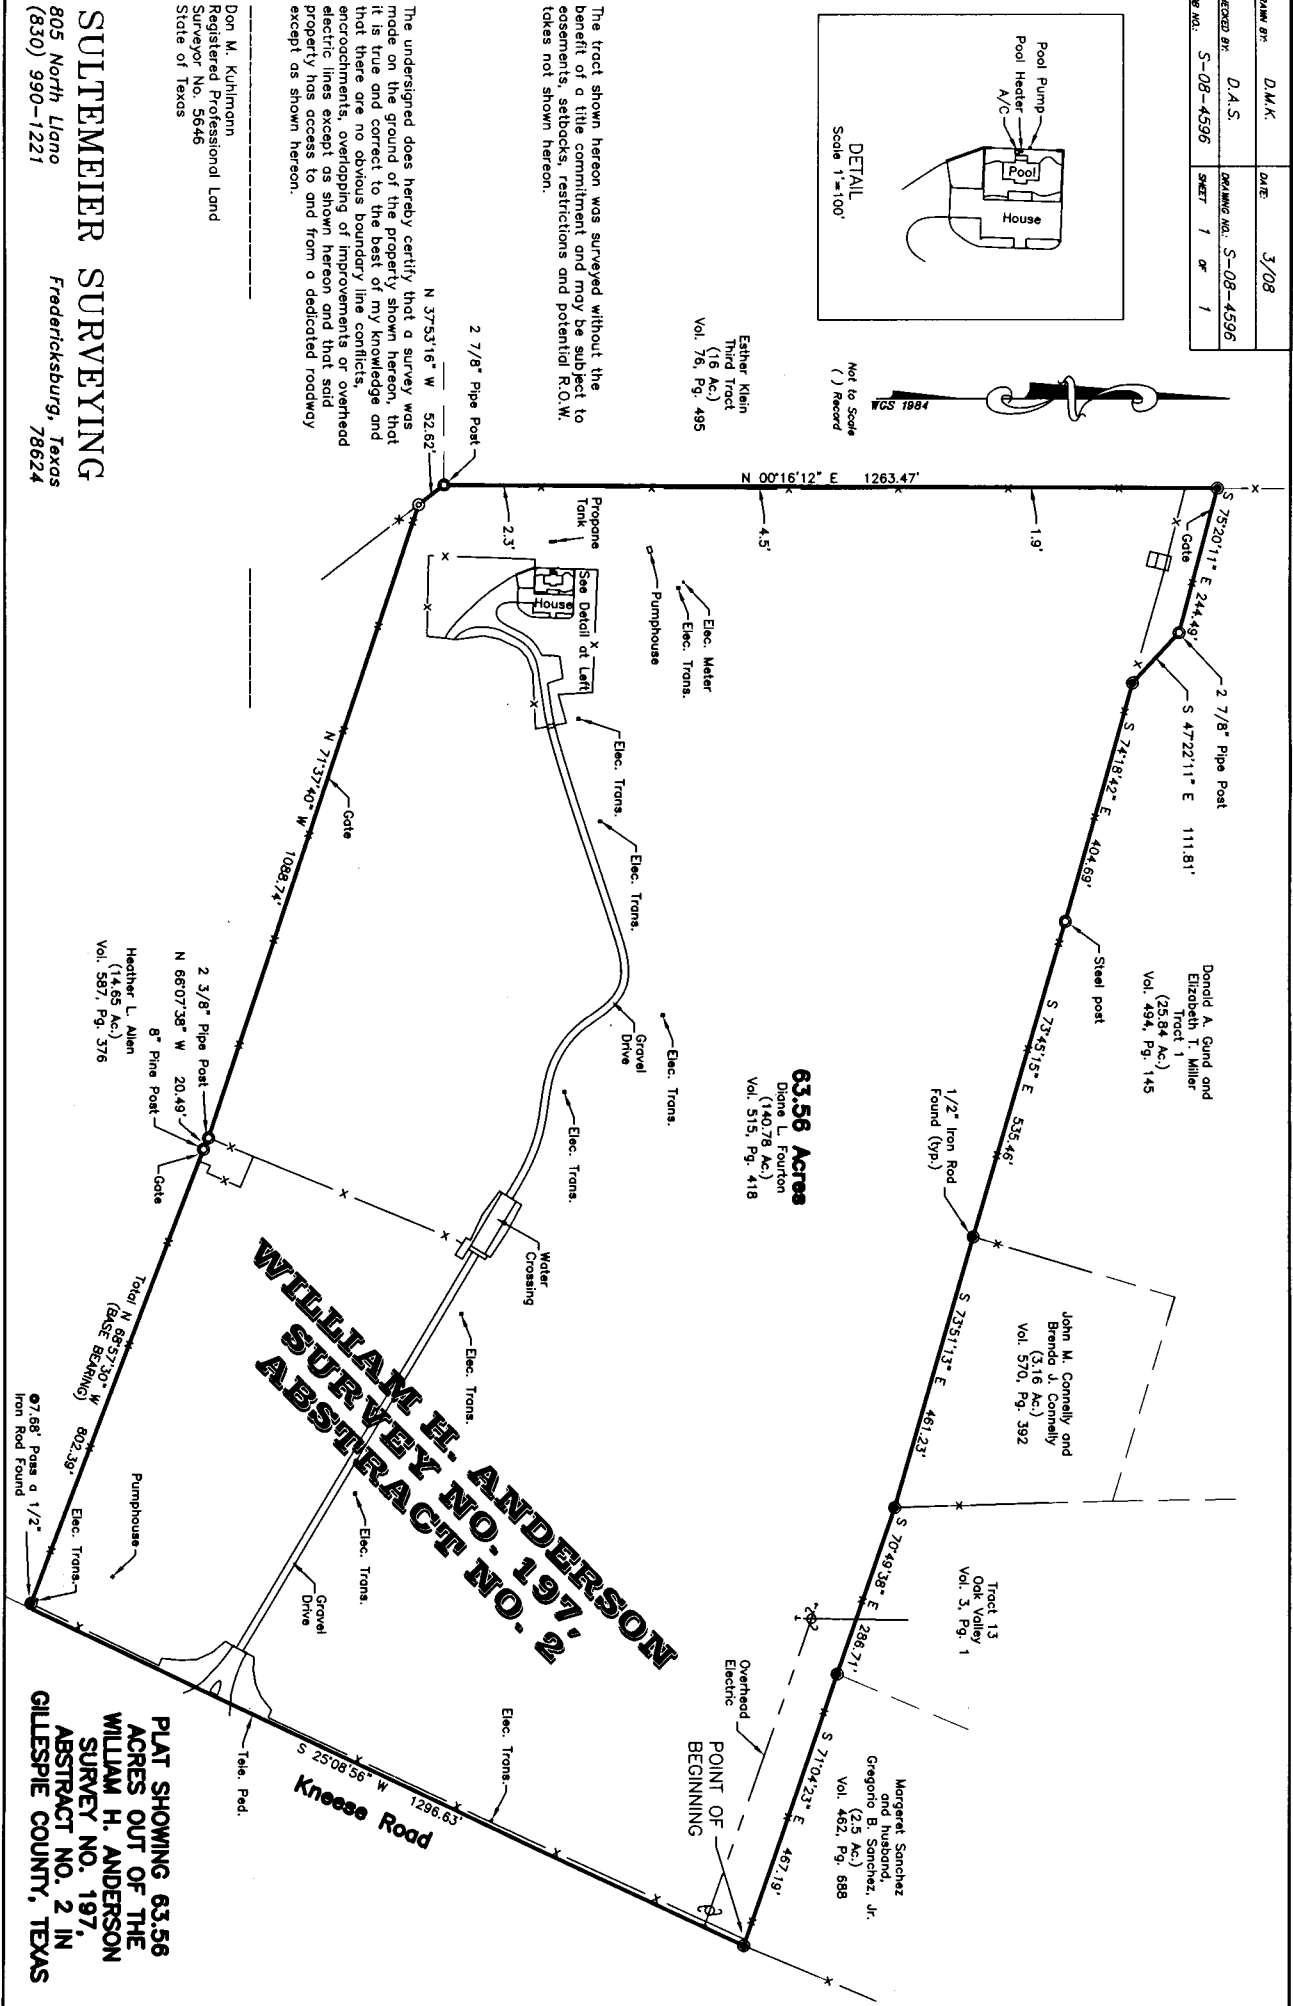 DRAWN BY: D.M.K.
DATE: 3/08
CHECKED BY: D.A.S.
DRAWING NO.: S-08-4596
JOB NO.: S-08-4596
SHEET 1 OF 1
Pool Pump
Pool Heater
A/C
Pool
House
DETAIL
Scale 1"=100'
WGS 1984
Not to Scale
( ) Record
The tract shown hereon was surveyed without the
benefit of a title commitment and may be subject to
easements, setbacks, restrictions and potential R.O.W.
takes not shown hereon.
The undersigned does hereby certify that a survey was
made on the ground of the property shown hereon, that
it is true and correct to the best of my knowledge and
that there are no obvious boundary line conflicts,
encroachments, overlapping of improvements or overhead
electric lines except as shown hereon and that said
property has access to and from a dedicated roadway
except as shown hereon.
Don M. Kuhlmann
Registered Professional Land
Surveyor No. 5646
State of Texas
SULTEMEIER SURVEYING
805 North Llano
(830) 990-1221
Fredericksburg, Texas
78624
Esther Klein
Third Tract
(16 Ac.)
Vol. 76, Pg. 495
2 7/8" Pipe Post
N 37°53'16" W 52.62'
N 00°16'12" E 1263.47'
2.3'
4.5'
1.9'
S 75°20'11" E 244.49'
Gate
2 7/8" Pipe Post
S 47°22'11" E 111.81'
S 74°18'42" E 404.69'
Steel post
Donald A. Gund and
Elizabeth T. Miller
Tract 1
(25.84 Ac.)
Vol. 494, Pg. 145
S 73°45'15" E 535.46'
1/2" Iron Rod
Found (typ.)
John M. Connelly and
Brenda J. Connelly
(3.16 Ac.)
Vol. 570, Pg. 392
S 73°51'13" E 461.23'
Tract 13
Oak Valley
Vol. 3, Pg. 1
S 70°49'38" E 286.71'
Margeret Sanchez
and husband,
Gregorio B. Sanchez, Jr.
(2.5 Ac.)
Vol. 462, Pg. 688
S 71°04'23" E 467.19'
Overhead
Electric
POINT OF
BEGINNING
Propane
Tank
See Detail at Left
House
Pumphouse
Elec. Meter
Elec. Trans.
Elec. Trans.
Elec. Trans.
Elec. Trans.
Gravel
Drive
Elec. Trans.
63.56 Acres
Diane L. Fourton
(140.78 Ac.)
Vol. 515, Pg. 418
Water
Crossing
Elec. Trans.
WILLIAM H. ANDERSON
SURVEY NO. 197,
ABSTRACT NO. 2
Elec. Trans.
Gravel
Drive
Elec. Trans.
Tele. Ped.
S 25°08'56" W 1296.63'
Kneese Road
N 71°37'40" W 1088.74'
Gate
2 3/8" Pipe Post
N 66°07'38" W 20.49'
8" Pine Post
Gate
Heather L. Allen
(14.65 Ac.)
Vol. 587, Pg. 376
Total N 68°57'30" W 802.39'
(BASE BEARING)
Pumphouse
Elec. Trans.
@7.68' Pass a 1/2"
Iron Rod Found
PLAT SHOWING 63.56
ACRES OUT OF THE
WILLIAM H. ANDERSON
SURVEY NO. 197,
ABSTRACT NO. 2 IN
GILLESPIE COUNTY, TEXAS